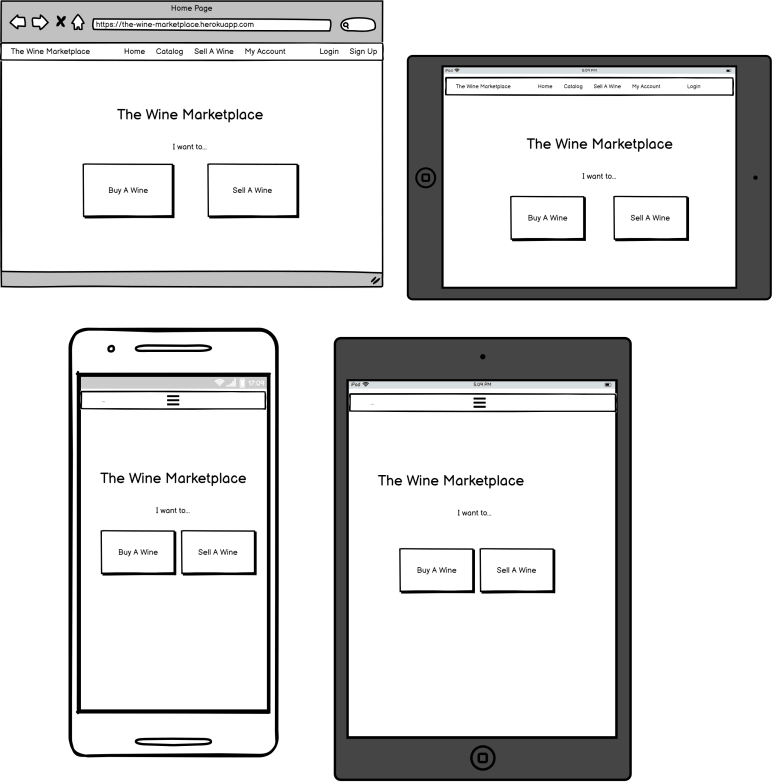 Home Page
https://the-wine-marketplace.herokuapp.com
The Wine Marketplace Home Catalog Sell A Wine My Account Login Sign Up
The Wine Marketplace
I want to...
Buy A Wine Sell A Wine
iPad 5:09 PM
The Wine Marketplace Home Catalog Sell A Wine My Account Login
The Wine Marketplace
I want to...
Buy A Wine Sell A Wine
17:09
The Wine Marketplace
I want to...
Buy A Wine Sell A Wine
iPad 5:09 PM
The Wine Marketplace
I want to...
Buy A Wine Sell A Wine